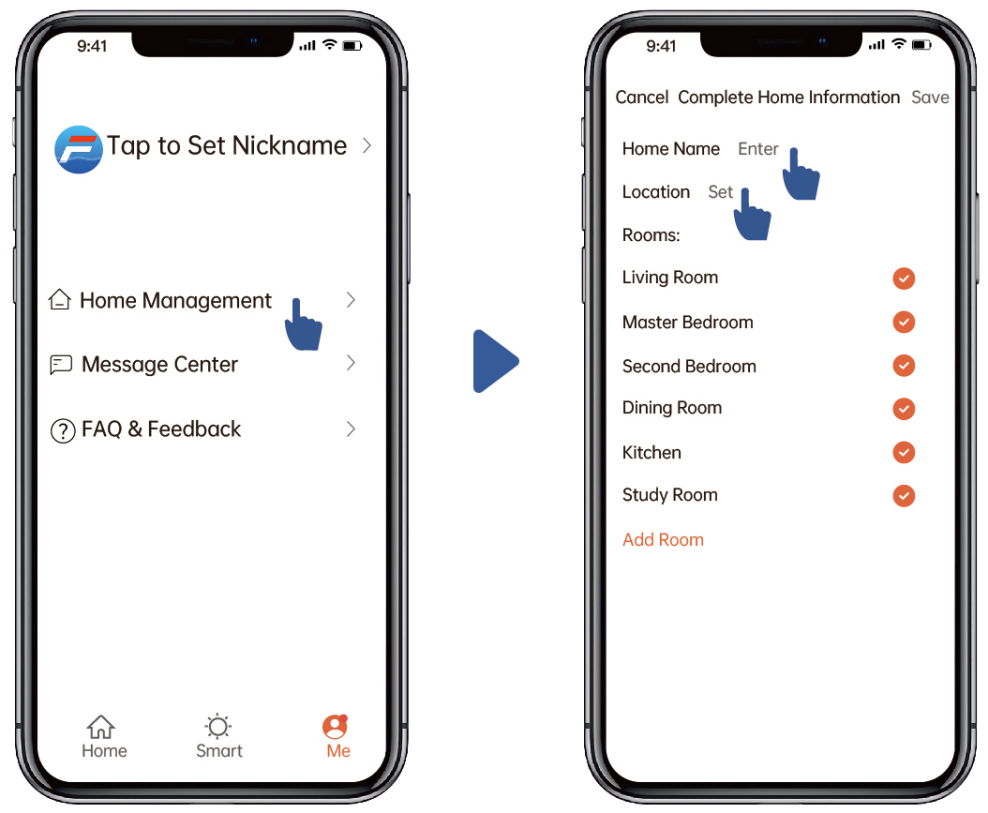 9:41
Tap to Set Nickname
Home Management
Message Center
FAQ & Feedback
Home Smart Me
9:41
Cancel Complete Home Information Save
Home Name Enter
Location Set
Rooms:
Living Room
Master Bedroom
Second Bedroom
Dining Room
Kitchen
Study Room
Add Room